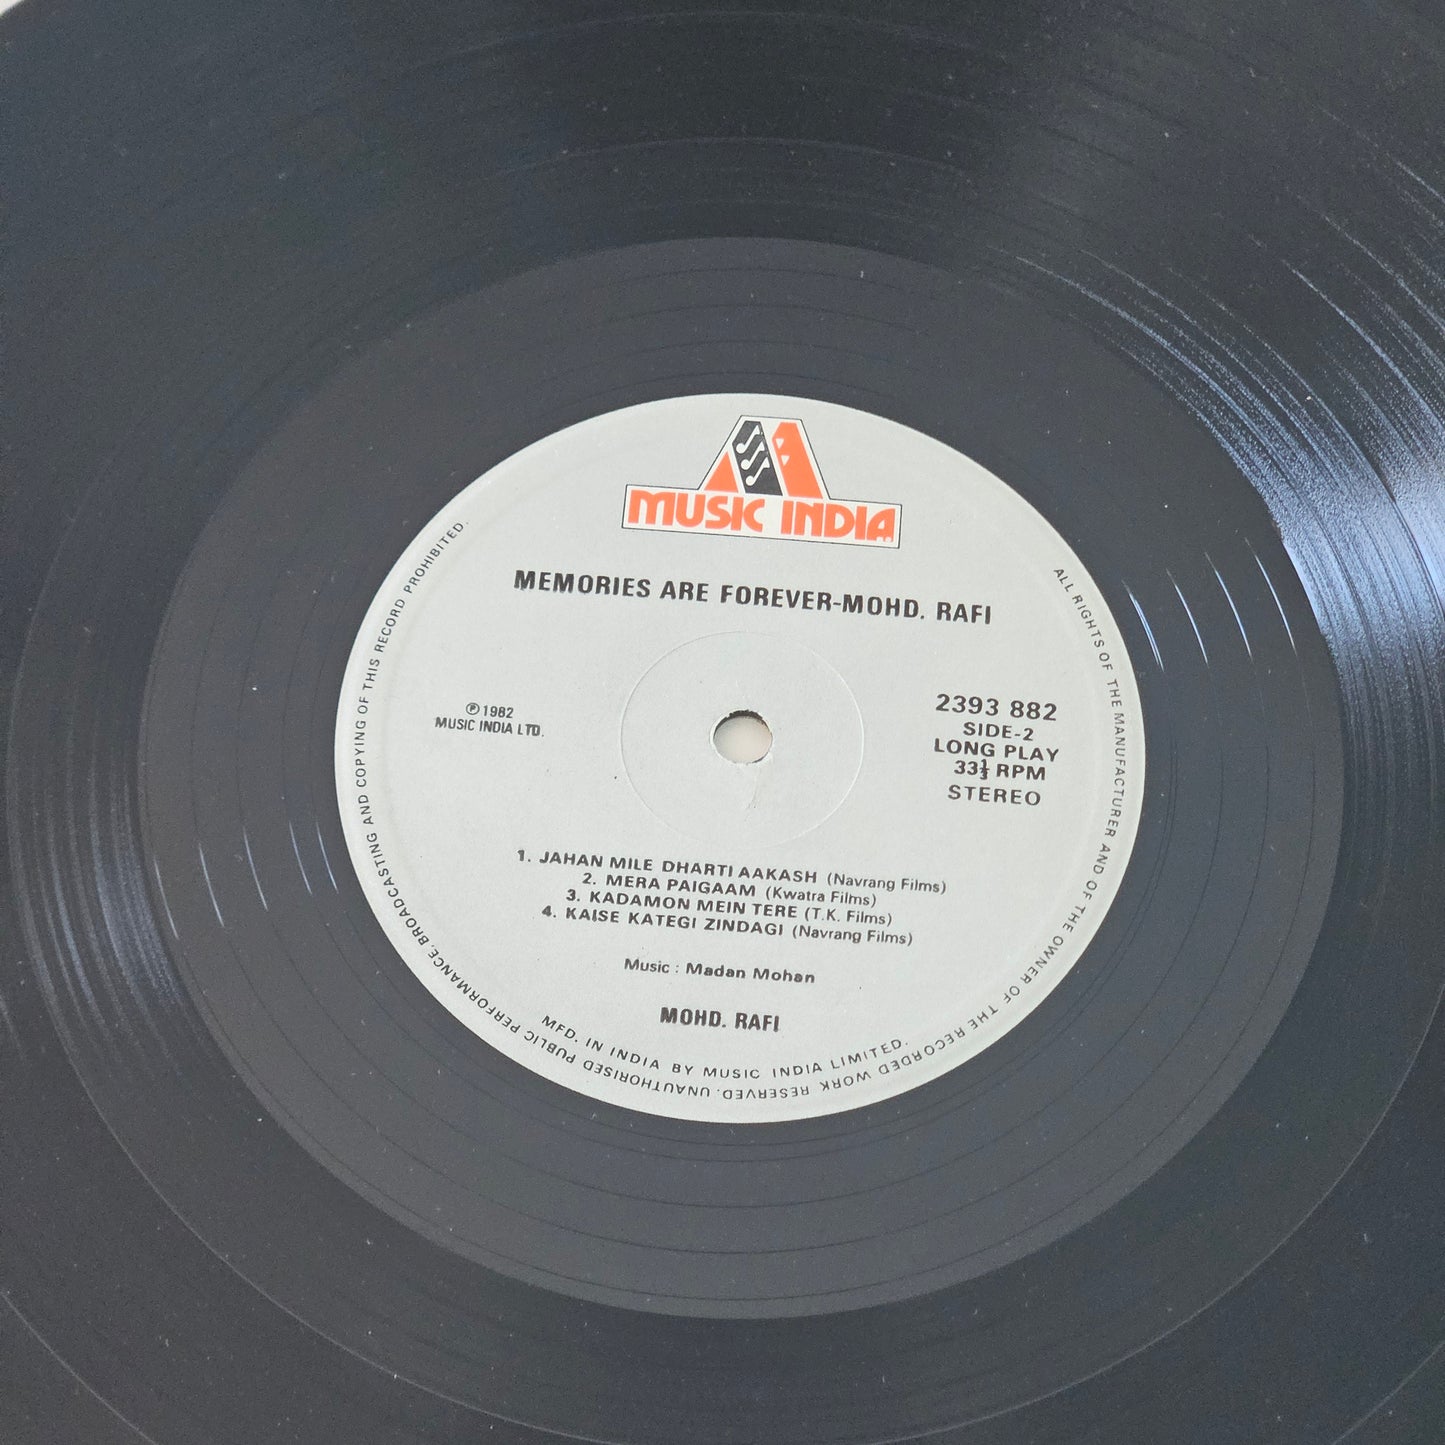 MUSIC INDIA
MEMORIES ARE FOREVER-MOHD. RAFI
℗ 1982
MUSIC INDIA LTD.
2393 882
SIDE-2
LONG PLAY
33⅓ RPM
STEREO
1. JAHAN MILE DHARTI AAKASH (Navrang Films)
2. MERA PAIGAAM (Kwatra Films)
3. KADAMON MEIN TERE (T.K. Films)
4. KAISE KATEGI ZINDAGI (Navrang Films)
Music : Madan Mohan
MOHD. RAFI
MFD. IN INDIA BY MUSIC INDIA LIMITED.
ALL RIGHTS OF THE MANUFACTURER AND OF THE OWNER OF THE RECORDED WORK RESERVED. UNAUTHORISED PUBLIC PERFORMANCE, BROADCASTING AND COPYING OF THIS RECORD PROHIBITED.